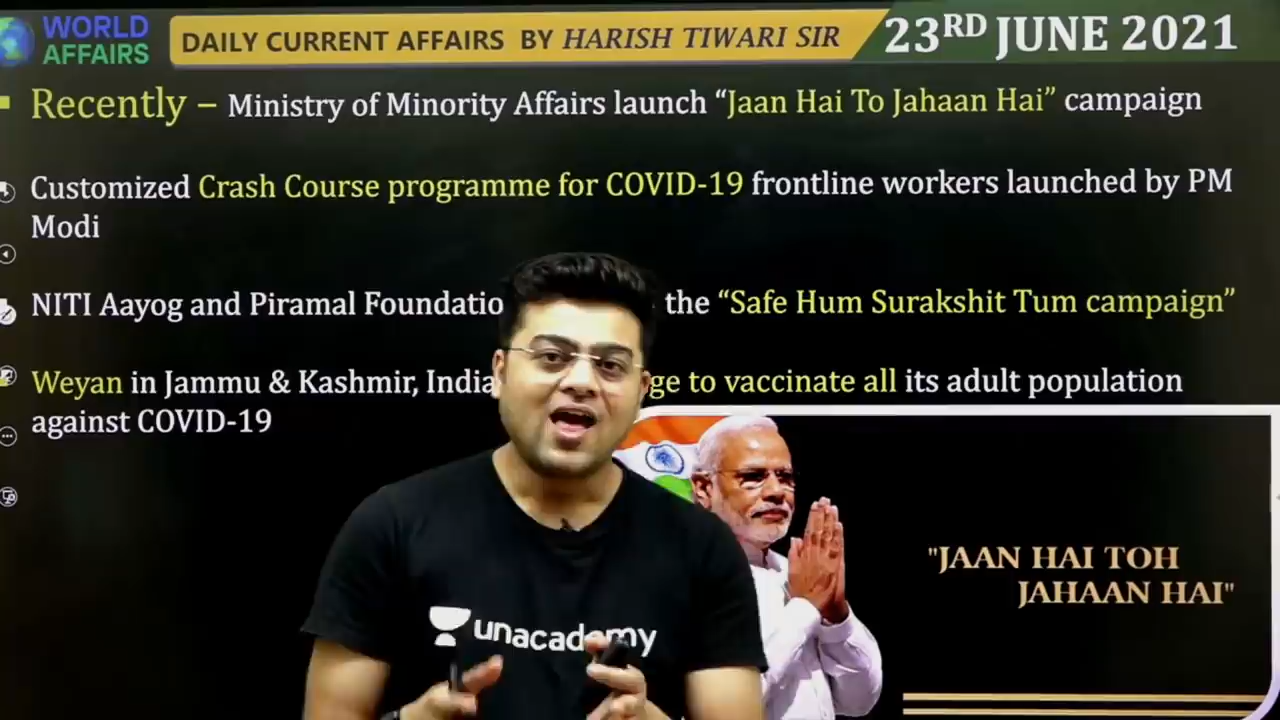 WORLD
AFFAIRS
DAILY CURRENT AFFAIRS BY HARISH TIWARI SIR
23RD JUNE 2021
Recently – Ministry of Minority Affairs launch “Jaan Hai To Jahaan Hai” campaign
Customized Crash Course programme for COVID-19 frontline workers launched by PM
Modi
NITI Aayog and Piramal Foundatio the “Safe Hum Surakshit Tum campaign”
Weyan in Jammu & Kashmir, India ge to vaccinate all its adult population
against COVID-19
"JAAN HAI TOH
JAHAAN HAI"
unacademy